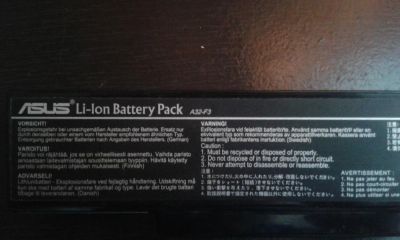 ASUS Li-Ion Battery Pack A32-F3
VORSICHT!
Explosionsgefahr bei unsachgemäßen Austausch der Batterie. Ersatz nur
durch denselben oder einem vom Hersteller empfohlenem ähnlichen Typ.
Entsorgung gebrauchter Batterien nach Angaben des Herstellers. (German)
VAROITUS!
Paristo voi räjähtää, jos se on virheellisesti asennettu. Vaihda paristo
ainoastaan laitevalmistajan suosittelemaan tyyppiin. Hävitä käytetty
paristo valmistajan ohjeiden mukaisesti. (Finnish)
ADVARSEL!
Lithiumbatteri - Eksplosionsfare ved fejlagtig håndtering. Udskiftning må
kun ske med batteri af samme fabrikat og type. Lever det brugte batteri
tilbage til leverandøren. (Danish)
WARNING!
Explosionsfara vid felaktigt batteribyte. Använd samma batterityp eller en
ekvivalent typ som rekommenderas av apparattillverkaren. Kassera använt
batteri enligt fabrikantens instruktion. (Swedish)
Caution :
1. Must be recycled or disposed of properly.
2. Do not dispose of in fire or directly short circuit.
3. Never attempt to disassemble or reassemble.
AVERTISSEMENT
1. Ne pas jeter au feu
2. Ne pas court-circuiter
3. Ne pas